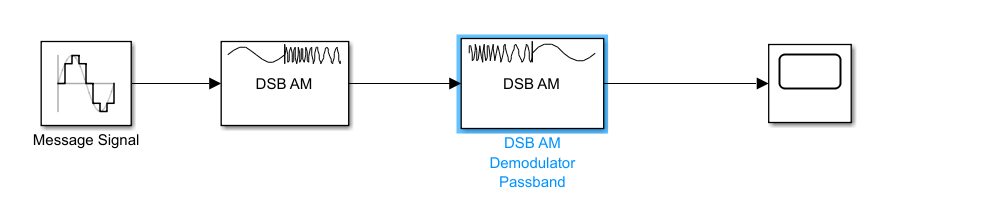 DSB AM
DSB AM
Message Signal
DSB AM
Demodulator
Passband